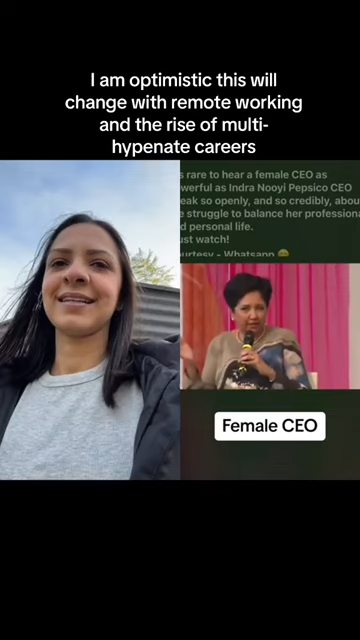 I am optimistic this will
change with remote working
and the rise of multi-
hypenate careers
rare to hear a female CEO as
werful as Indra Nooyi Pepsico CEO
eak so openly, and so credibly, abou
struggle to balance her professiona
personal life.
ust watch!
urtesy - Whatsapp 😄
Female CEO